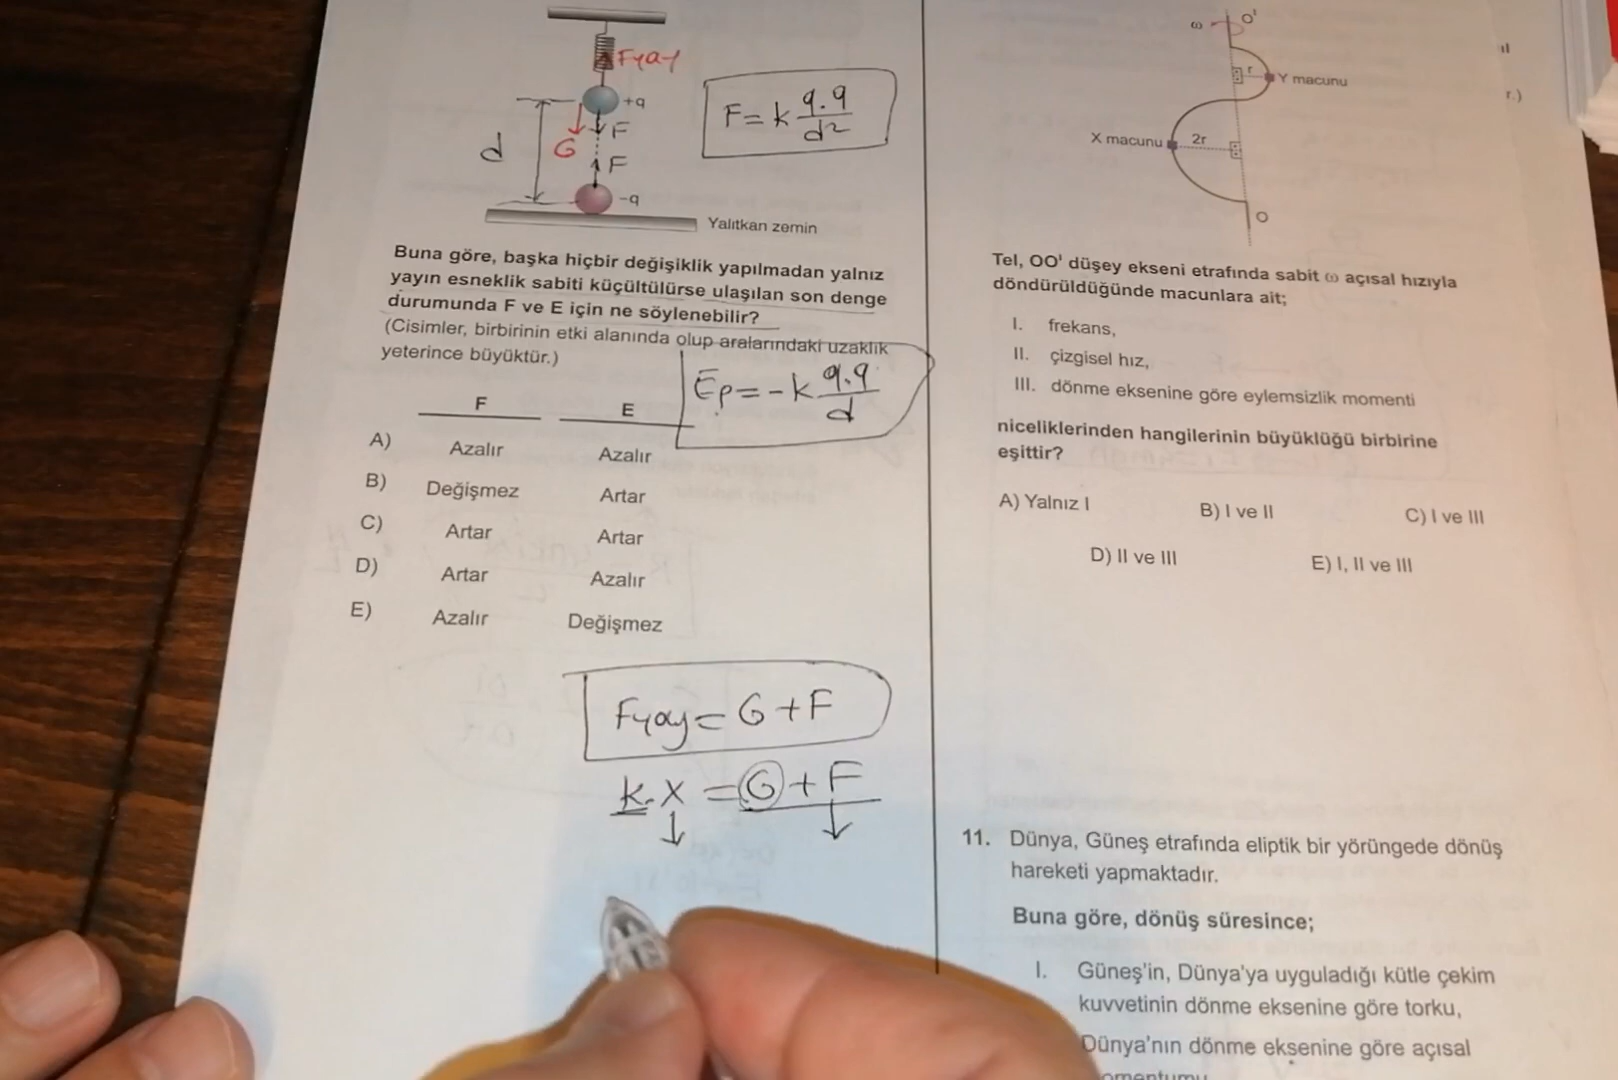 Fyay
+q
F = k q.q / d²
d
G
F
F
-q
Yalıtkan zemin
Buna göre, başka hiçbir değişiklik yapılmadan yalnız
yayın esneklik sabiti küçültülürse ulaşılan son denge
durumunda F ve E için ne söylenebilir?
(Cisimler, birbirinin etki alanında olup aralarındaki uzaklık
yeterince büyüktür.)
Ep = -k q.q / d
F E
A) Azalır Azalır
B) Değişmez Artar
C) Artar Artar
D) Artar Azalır
E) Azalır Değişmez
Fyay = G + F
k.x = G + F
ω O'
r Y macunu
X macunu 2r
O
Tel, OO' düşey ekseni etrafında sabit ω açısal hızıyla
döndürüldüğünde macunlara ait;
I. frekans,
II. çizgisel hız,
III. dönme eksenine göre eylemsizlik momenti
niceliklerinden hangilerinin büyüklüğü birbirine
eşittir?
A) Yalnız I B) I ve II C) I ve III
D) II ve III E) I, II ve III
11. Dünya, Güneş etrafında eliptik bir yörüngede dönüş
hareketi yapmaktadır.
Buna göre, dönüş süresince;
I. Güneş'in, Dünya'ya uyguladığı kütle çekim
kuvvetinin dönme eksenine göre torku,
Dünya'nın dönme eksenine göre açısal
r.)